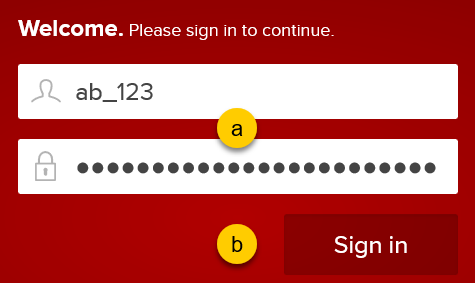 Welcome. Please sign in to continue.
ab_123
a
●●●●●●●●●●●●●●●●●●●●●●●●
b Sign in